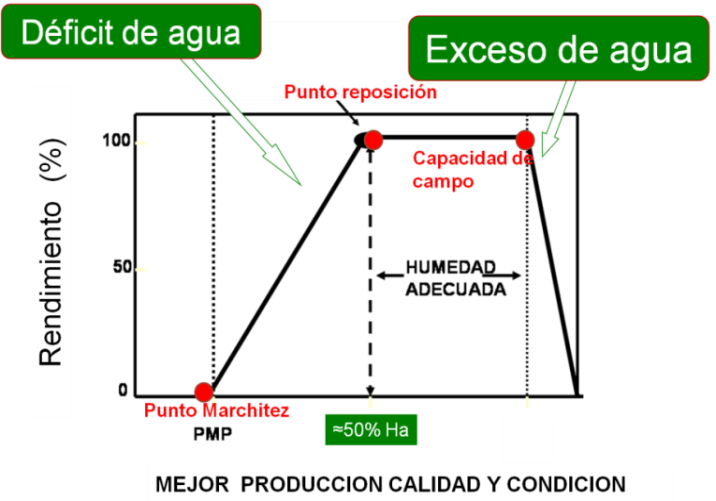 Déficit de agua
Exceso de agua
Punto reposición
100
Capacidad de
campo
Rendimiento (%)
50
HUMEDAD
ADECUADA
0
Punto Marchitez
PMP
≈50% Ha
MEJOR PRODUCCION CALIDAD Y CONDICION